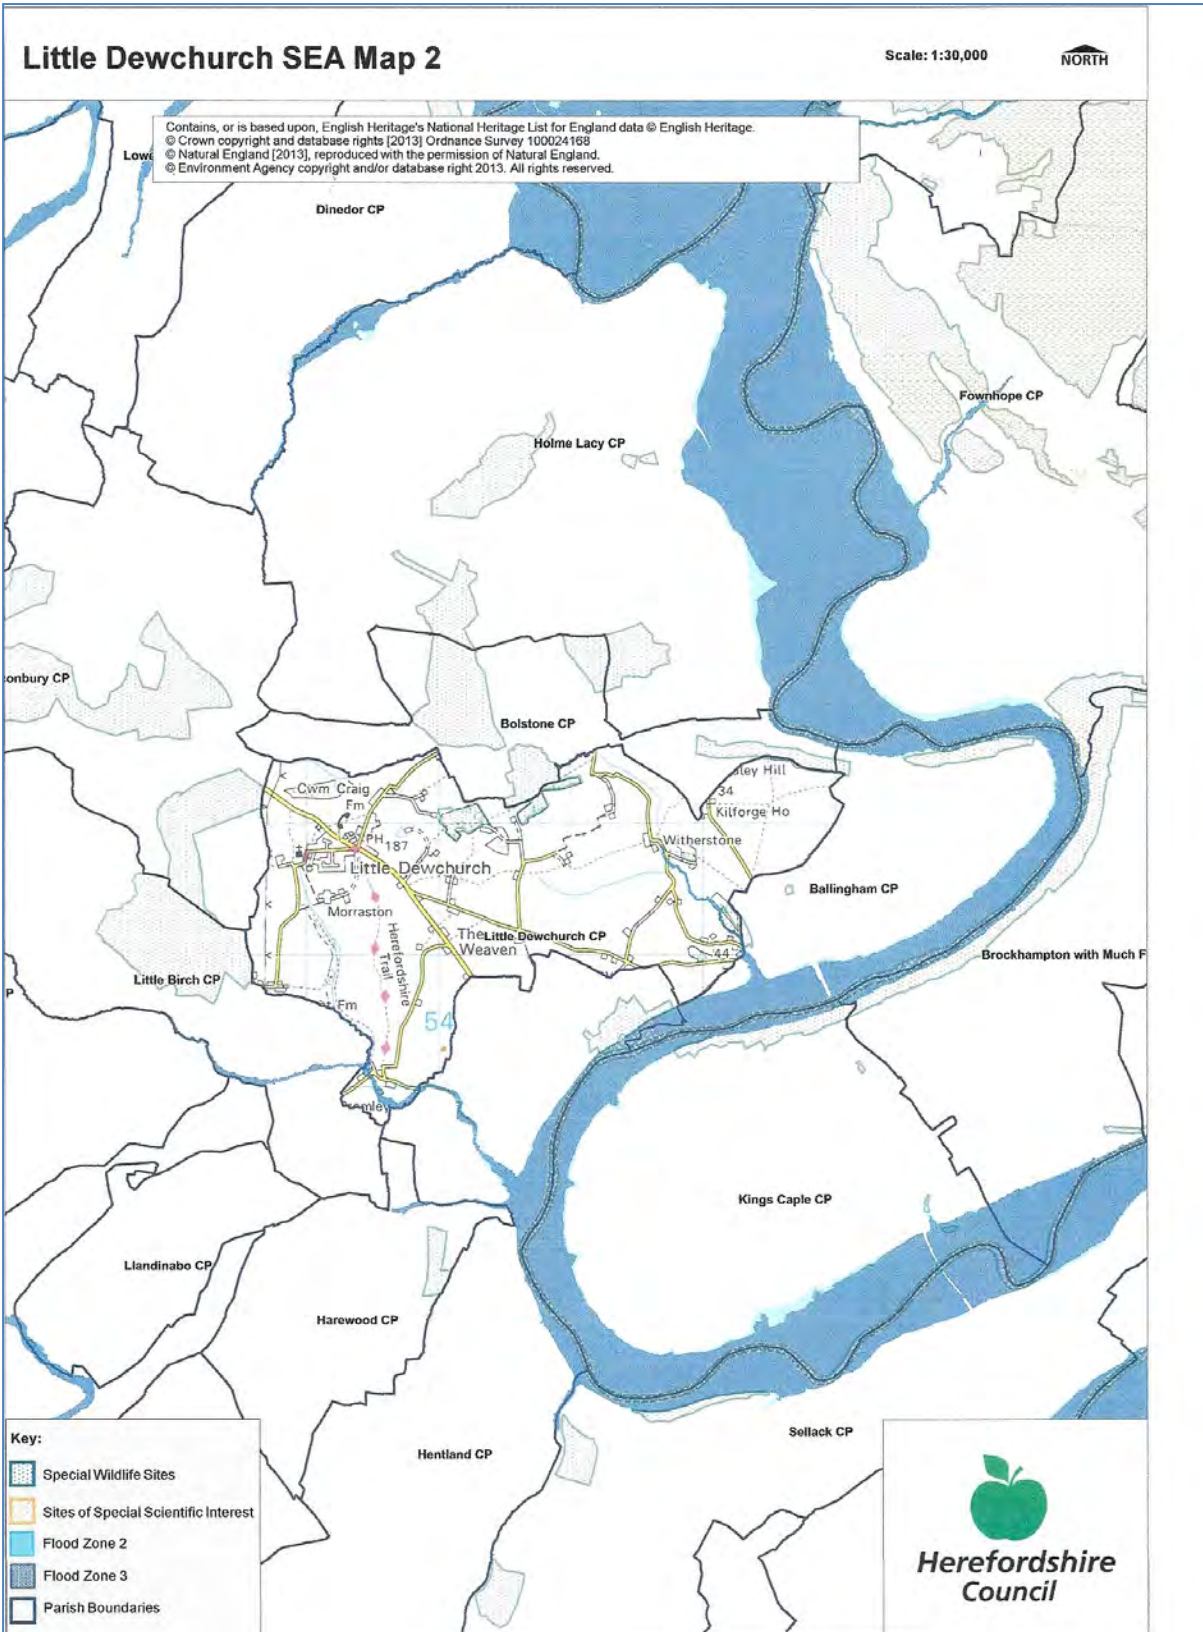 Little Dewchurch SEA Map 2
Scale: 1:30,000
NORTH
Contains, or is based upon, English Heritage's National Heritage List for England data © English Heritage.
© Crown copyright and database rights [2013] Ordnance Survey 100024168
© Natural England [2013], reproduced with the permission of Natural England.
© Environment Agency copyright and/or database right 2013. All rights reserved.
Dinedor CP
Fownhope CP
Holme Lacy CP
onbury CP
Bolstone CP
Cwm Craig
Fm
ley Hill
34
Kilforge Ho
PH
187
Witherstone
Little Dewchurch
Ballingham CP
Morraston
The
Weaven
Little Dewchurch CP
Herefordshire
Trail
44
Brockhampton with Much F
Little Birch CP
P
Fm
54
Kings Caple CP
Llandinabo CP
Harewood CP
Hentland CP
Sellack CP
Key:
Special Wildlife Sites
Sites of Special Scientific Interest
Flood Zone 2
Flood Zone 3
Parish Boundaries
Herefordshire
Council